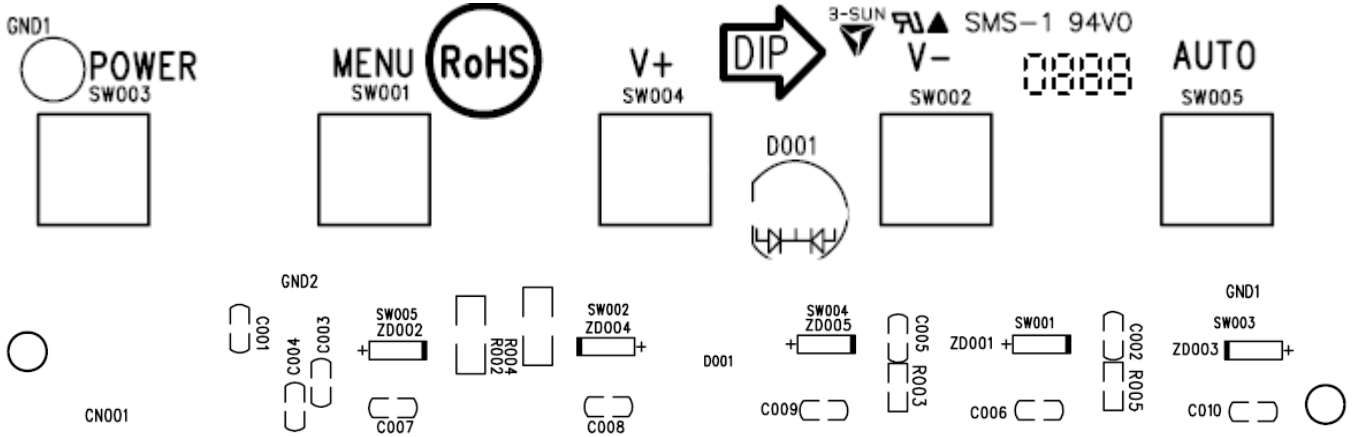 GND1
POWER
SW003
MENU
SW001
RoHS
V+
SW004
DIP
3-SUN
SMS-1 94V0
V-
SW002
8888
AUTO
SW005
D001
GND2
C001
C004
C003
SW005
ZD002
+
C007
R002
R004
SW002
ZD004
+
C008
D001
SW004
ZD005
+
C009
C005
R003
SW001
ZD001 +
C006
C002
R005
GND1
SW003
ZD003
+
C010
CN001